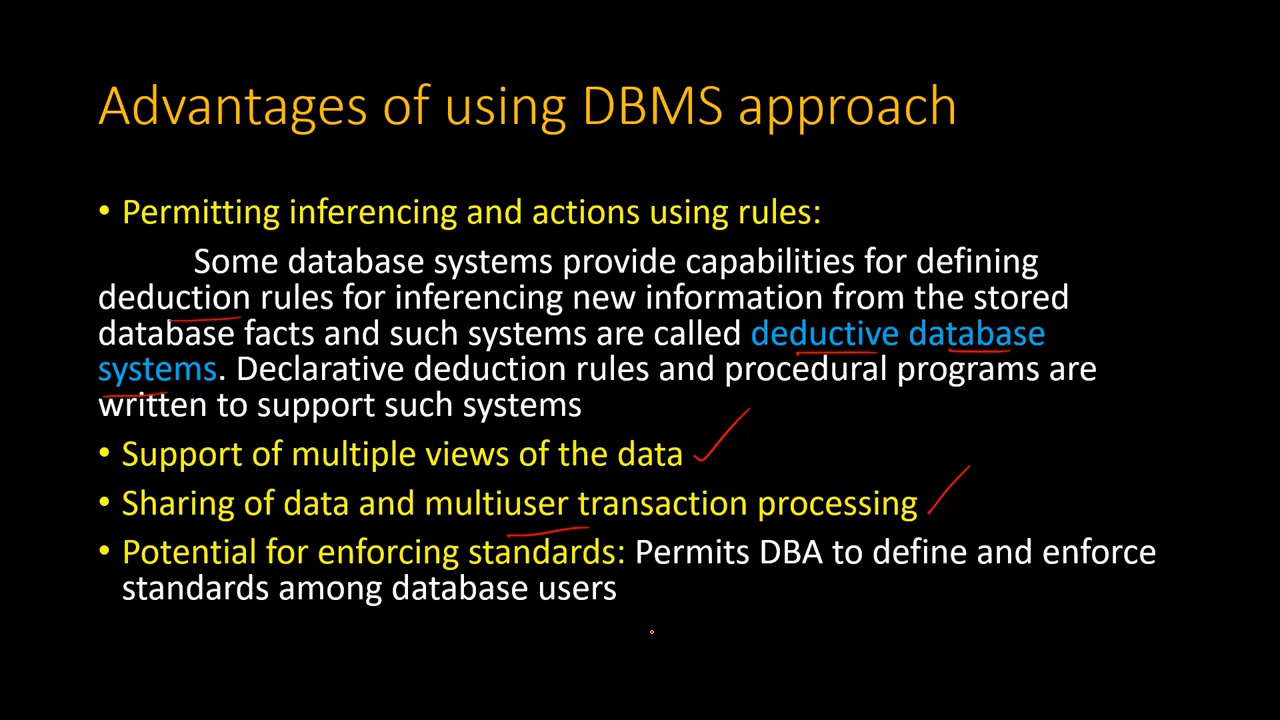 Advantages of using DBMS approach
• Permitting inferencing and actions using rules:
Some database systems provide capabilities for defining
deduction rules for inferencing new information from the stored
database facts and such systems are called deductive database
systems. Declarative deduction rules and procedural programs are
written to support such systems
• Support of multiple views of the data
• Sharing of data and multiuser transaction processing
• Potential for enforcing standards: Permits DBA to define and enforce
standards among database users